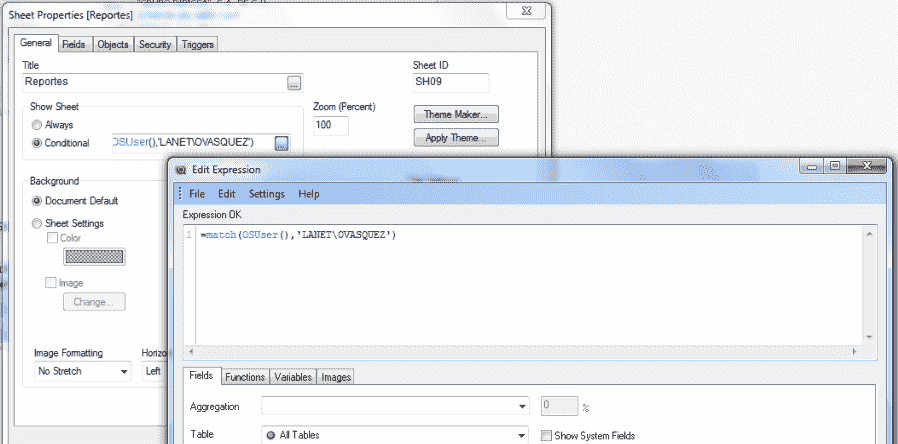 Sheet Properties [Reportes]
General Fields Objects Security Triggers
Title
Reportes
...
Sheet ID
SH09
Show Sheet
Always
Conditional
OSUser(),'LANET\OVASQUEZ')
...
Zoom (Percent)
100
Theme Maker...
Apply Theme...
Background
Document Default
Sheet Settings
Color
Image
Change...
Image Formatting
No Stretch
Left
Edit Expression
File Edit Settings Help
Expression OK
1 =match(OSUser(),'LANET\OVASQUEZ')
Fields Functions Variables Images
Aggregation
0 %
Table
All Tables
Show System Fields